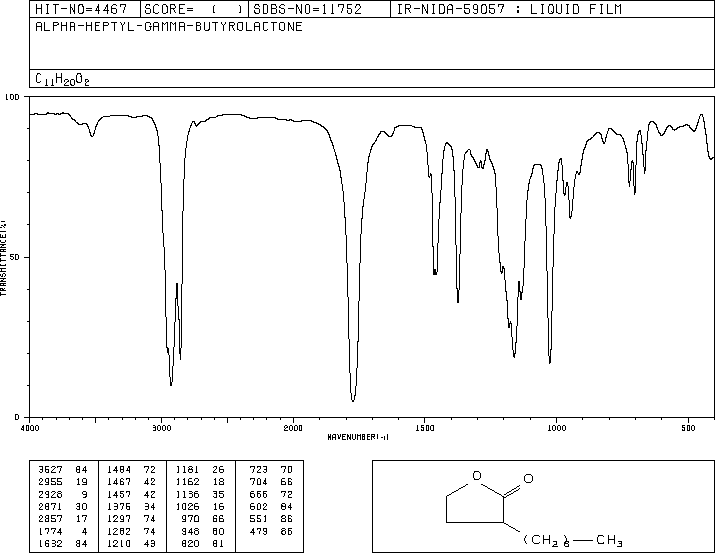 HIT-NO=4467 SCORE= ( ) SDBS-NO=11752 IR-NIDA-59057 : LIQUID FILM
ALPHA-HEPTYL-GAMMA-BUTYROLACTONE
C11H20O2
100
50
0
TRANSMITTANCE(%)
4000 3000 2000 1500 1000 500
WAVENUMBER(-1)
3527 84 1484 72 1181 26 723 70
2955 19 1467 42 1162 18 704 66
2928 9 1457 42 1136 35 666 72
2871 30 1376 34 1026 16 602 84
2857 17 1297 74 970 66 551 86
1774 4 1282 74 948 60 479 86
1632 84 1210 43 820 81
O
O
(CH2)6—CH3